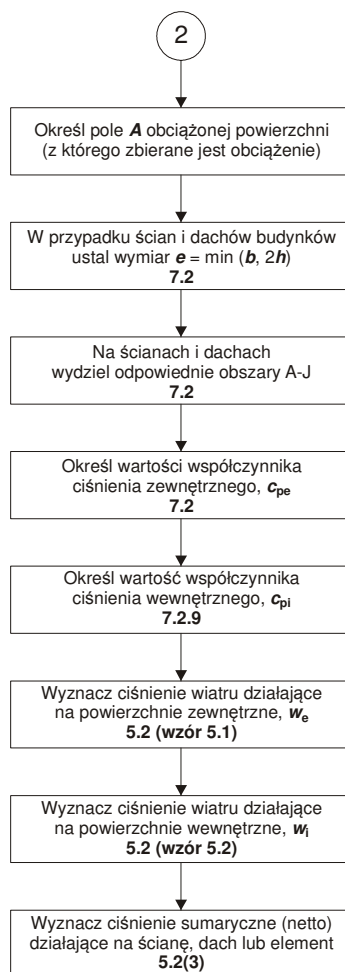 2
Określ pole A obciążonej powierzchni
(z którego zbierane jest obciążenie)
W przypadku ścian i dachów budynków
ustal wymiar e = min (b, 2h)
7.2
Na ścianach i dachach
wydziel odpowiednie obszary A-J
7.2
Określ wartości współczynnika
ciśnienia zewnętrznego, cpe
7.2
Określ wartość współczynnika
ciśnienia wewnętrznego, cpi
7.2.9
Wyznacz ciśnienie wiatru działające
na powierzchnie zewnętrzne, we
5.2 (wzór 5.1)
Wyznacz ciśnienie wiatru działające
na powierzchnie wewnętrzne, wi
5.2 (wzór 5.2)
Wyznacz ciśnienie sumaryczne (netto)
działające na ścianę, dach lub element
5.2(3)